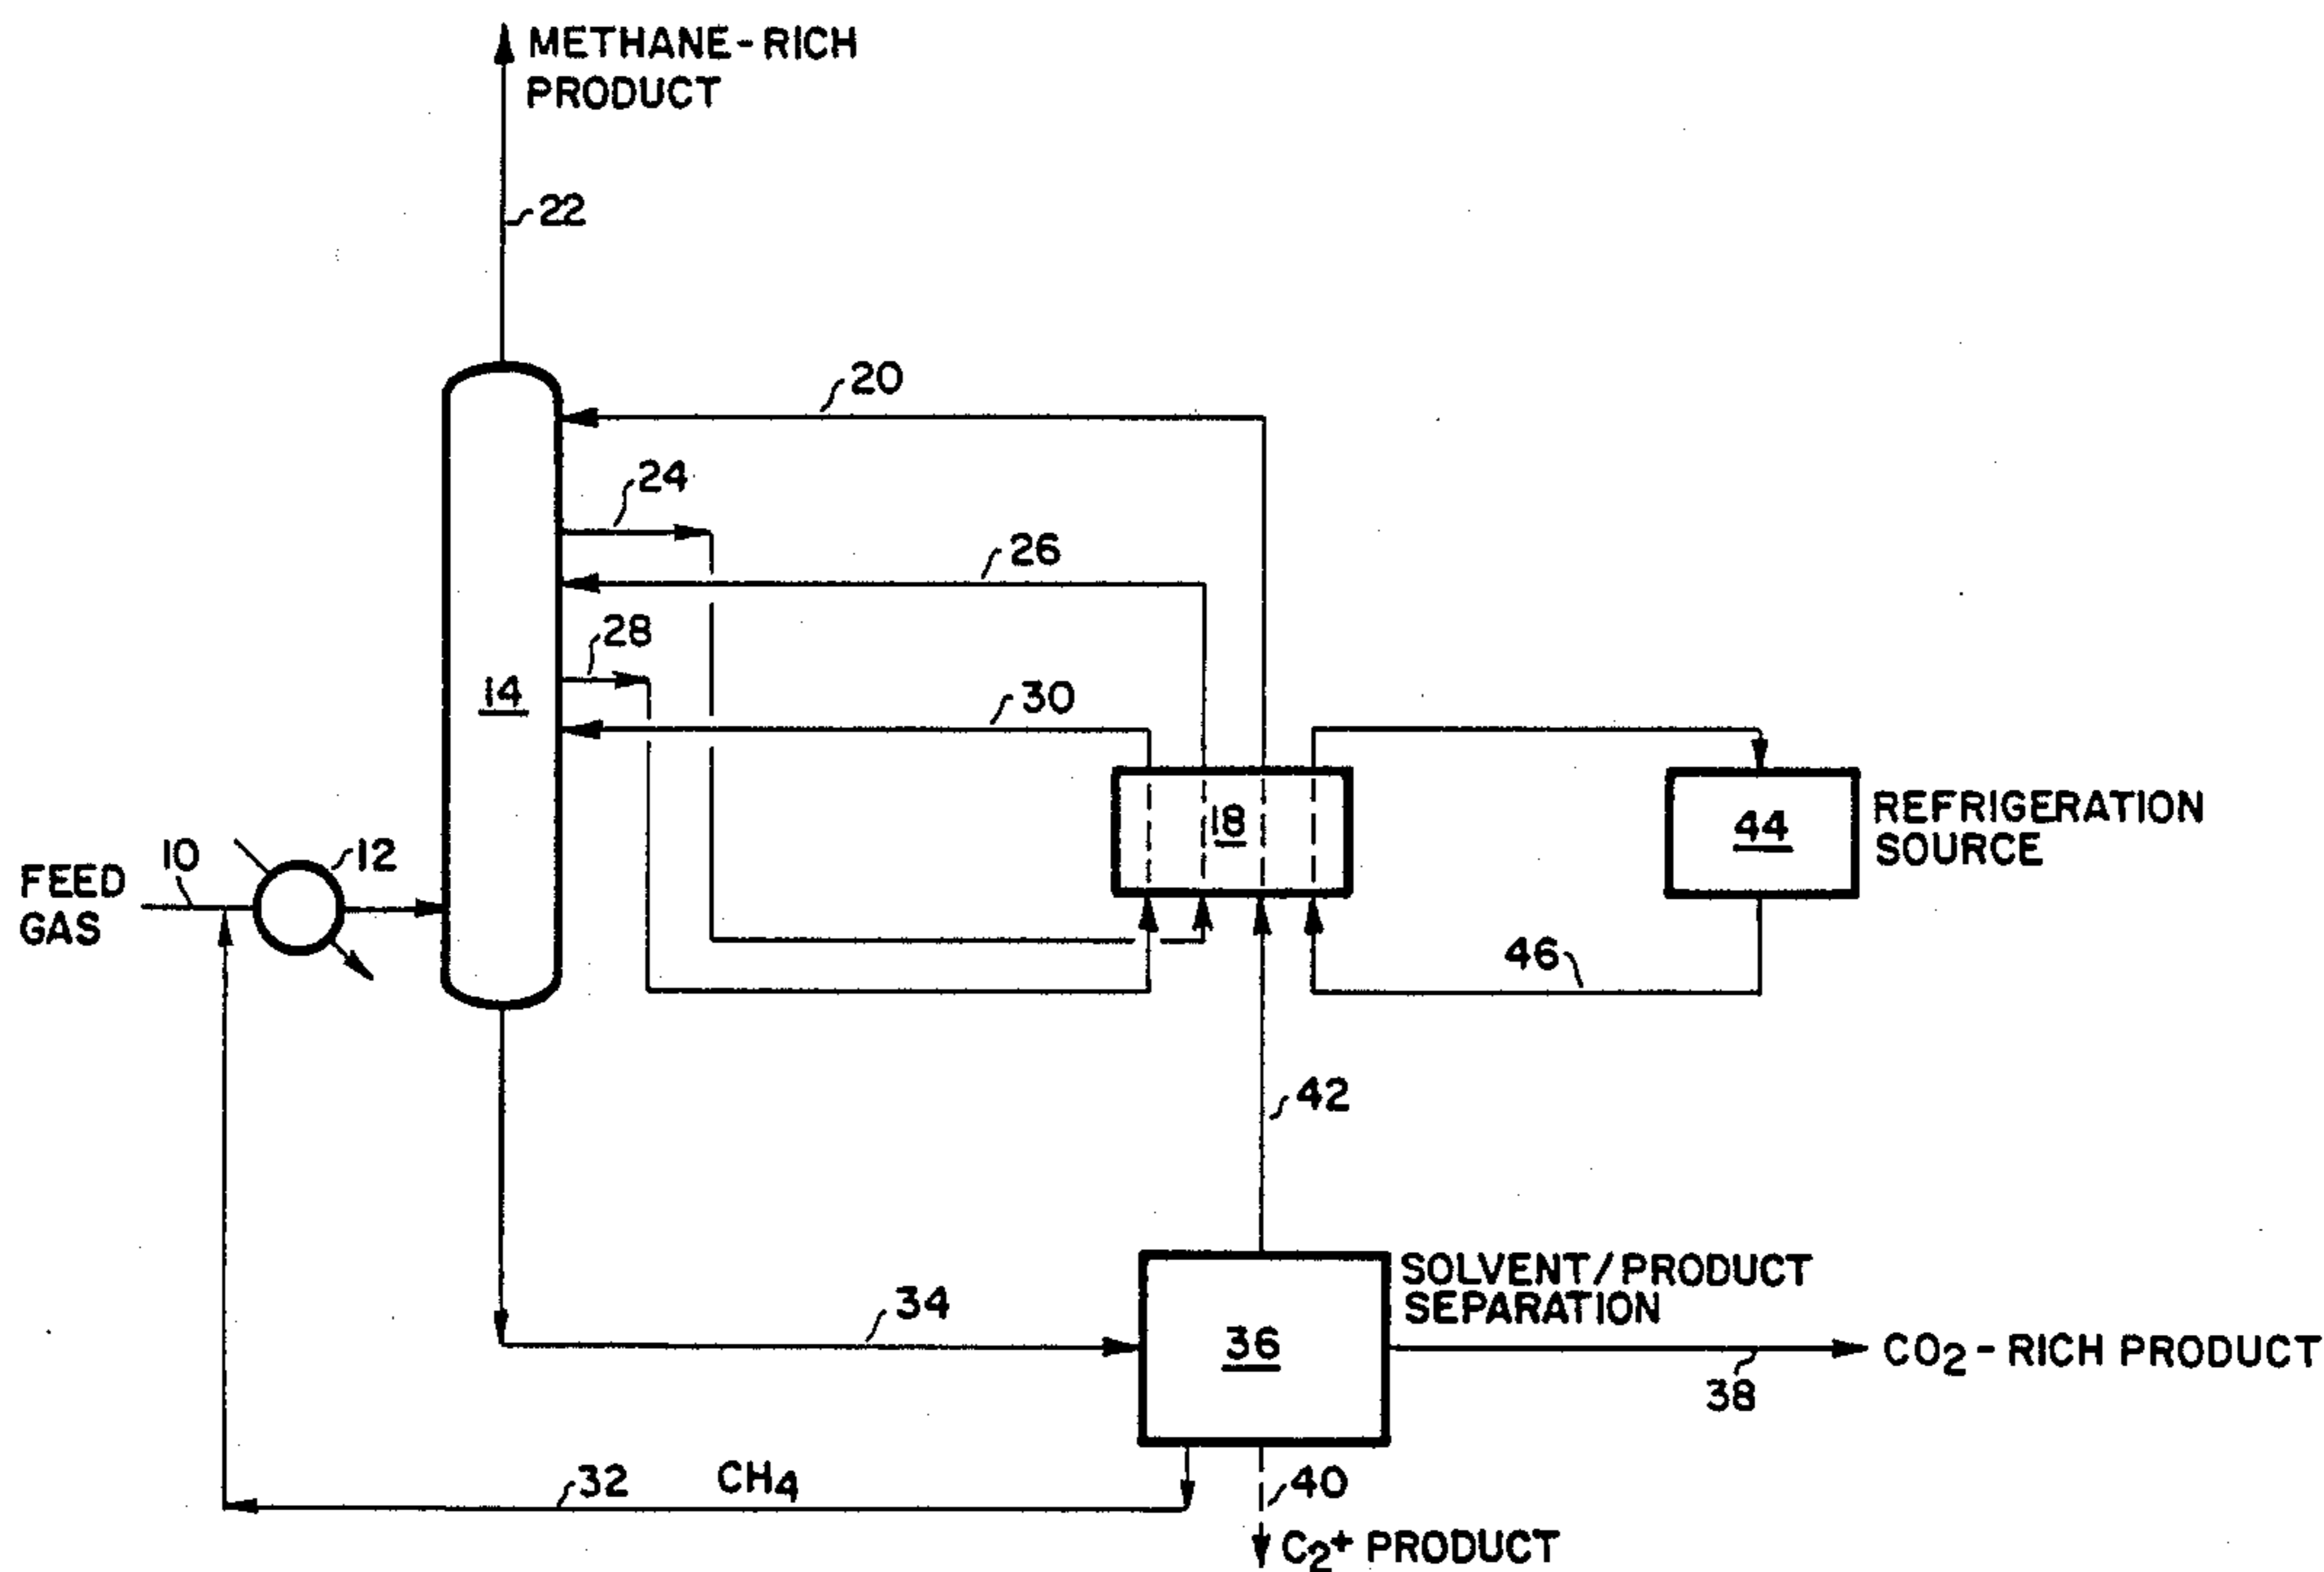 METHANE-RICH
PRODUCT
22
20
24
26
28
14
30
18
44
REFRIGERATION
SOURCE
10
12
FEED
GAS
46
42
34
SOLVENT/PRODUCT
SEPARATION
36
CO2-RICH PRODUCT
38
32
CH4
40
C2+ PRODUCT